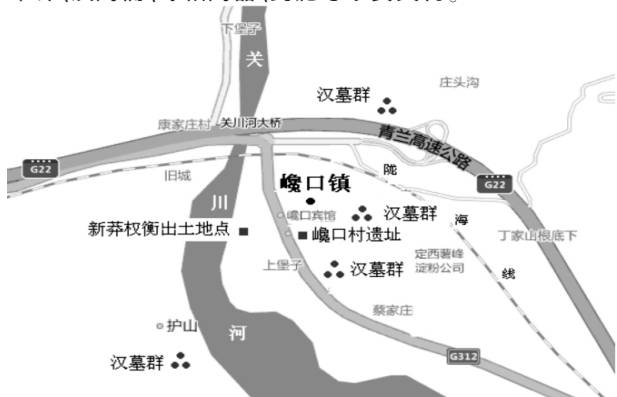 下堡子
关
汉墓群
庄头沟
康家庄村
关川河大桥
青兰高速公路
G22
旧城
陇
G22
川
巉口镇
巉口宾馆
汉墓群
海
新莽权衡出土地点
巉口村遗址
丁家山根底下
上堡子
汉墓群
定西薯峰
淀粉公司
线
蔡家庄
护山
河
G312
汉墓群